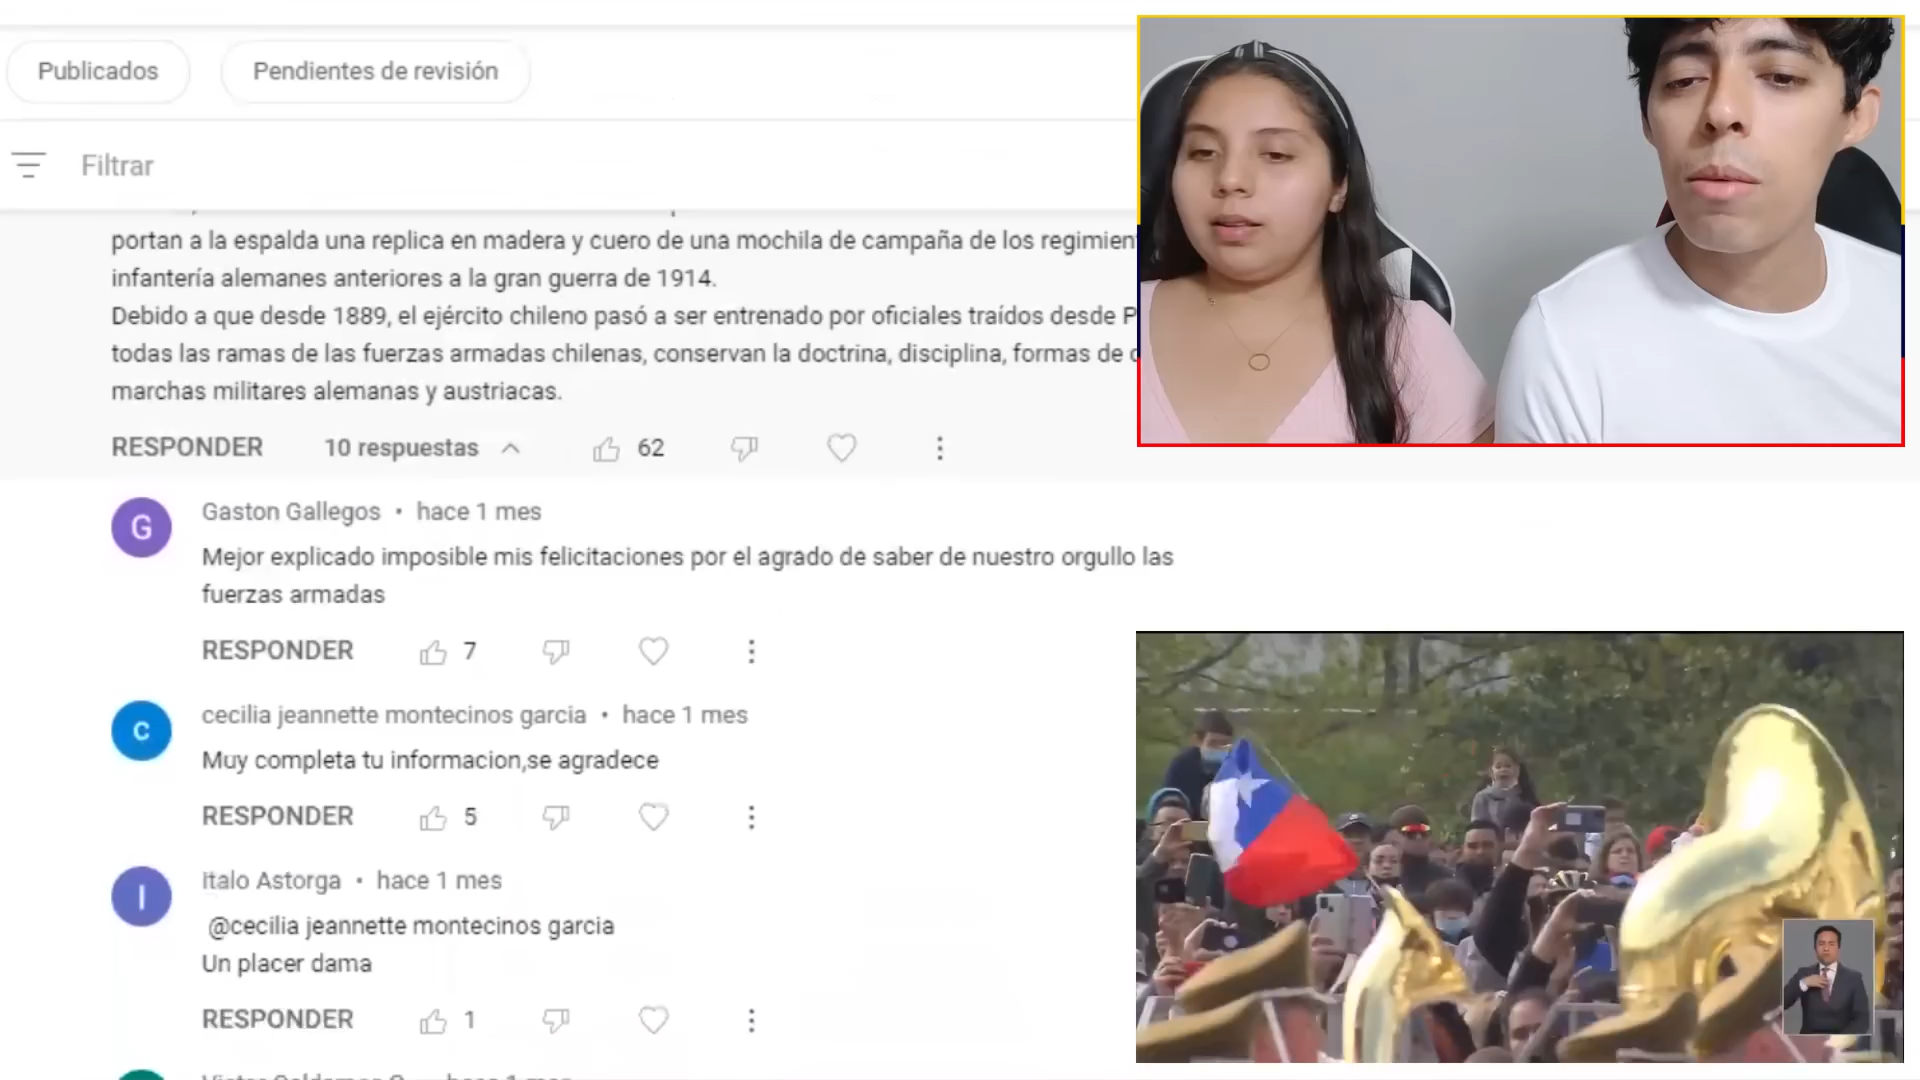 Publicados
Pendientes de revisión
Filtrar
portan a la espalda una replica en madera y cuero de una mochila de campaña de los
infantería alemanes anteriores a la gran guerra de 1914.
Debido a que desde 1889, el ejército chileno pasó a ser entrenado por oficiales traídos desde
todas las ramas de las fuerzas armadas chilenas, conservan la doctrina, disciplina, formas de
marchas militares alemanas y austriacas.
RESPONDER
10 respuestas
62
G
Gaston Gallegos • hace 1 mes
Mejor explicado imposible mis felicitaciones por el agrado de saber de nuestro orgullo las
fuerzas armadas
RESPONDER
7
c
cecilia jeannette montecinos garcia • hace 1 mes
Muy completa tu informacion,se agradece
RESPONDER
5
I
Italo Astorga • hace 1 mes
@cecilia jeannette montecinos garcia
Un placer dama
RESPONDER
1